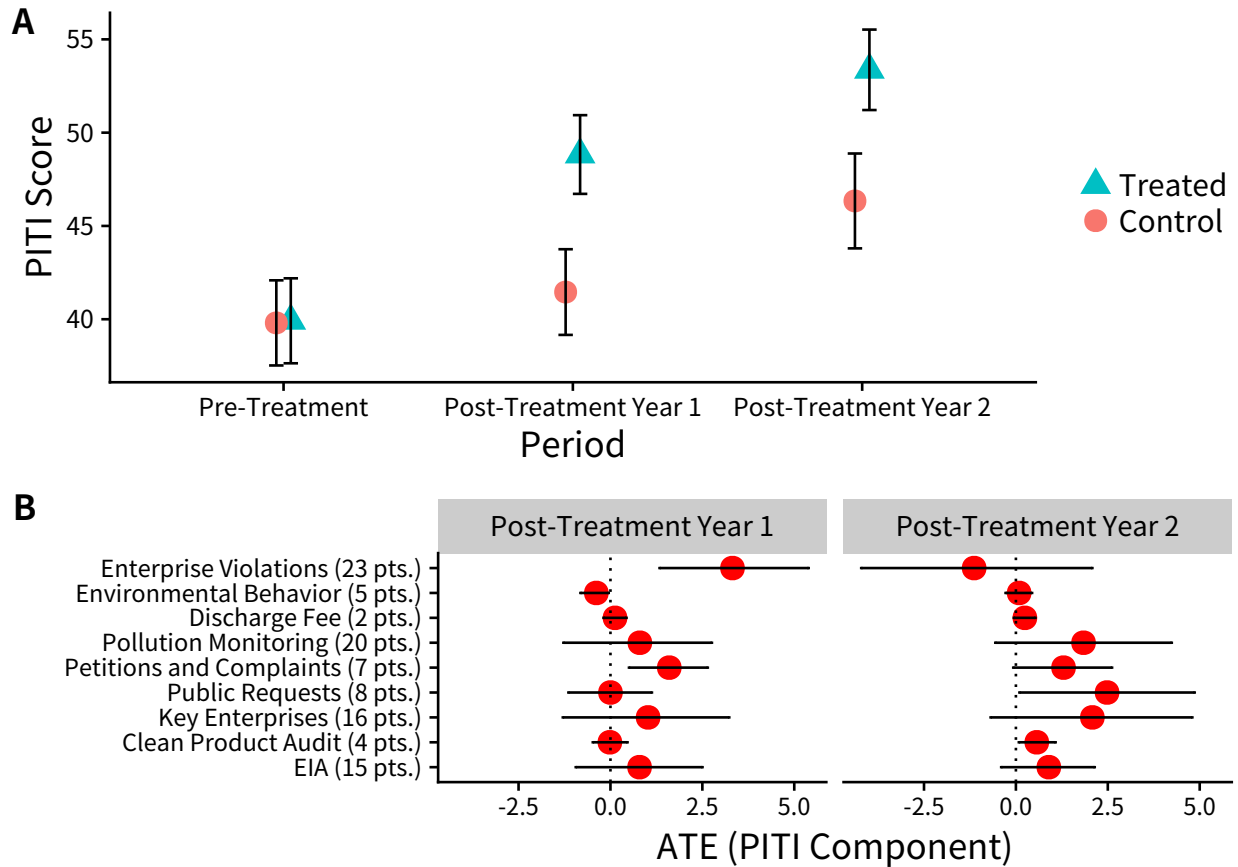 A
55
50
45
40
PITI Score
Treated
Control
Pre-Treatment
Post-Treatment Year 1
Post-Treatment Year 2
Period
B
Post-Treatment Year 1
Post-Treatment Year 2
Enterprise Violations (23 pts.)
Environmental Behavior (5 pts.)
Discharge Fee (2 pts.)
Pollution Monitoring (20 pts.)
Petitions and Complaints (7 pts.)
Public Requests (8 pts.)
Key Enterprises (16 pts.)
Clean Product Audit (4 pts.)
EIA (15 pts.)
-2.5 0.0 2.5 5.0
-2.5 0.0 2.5 5.0
ATE (PITI Component)